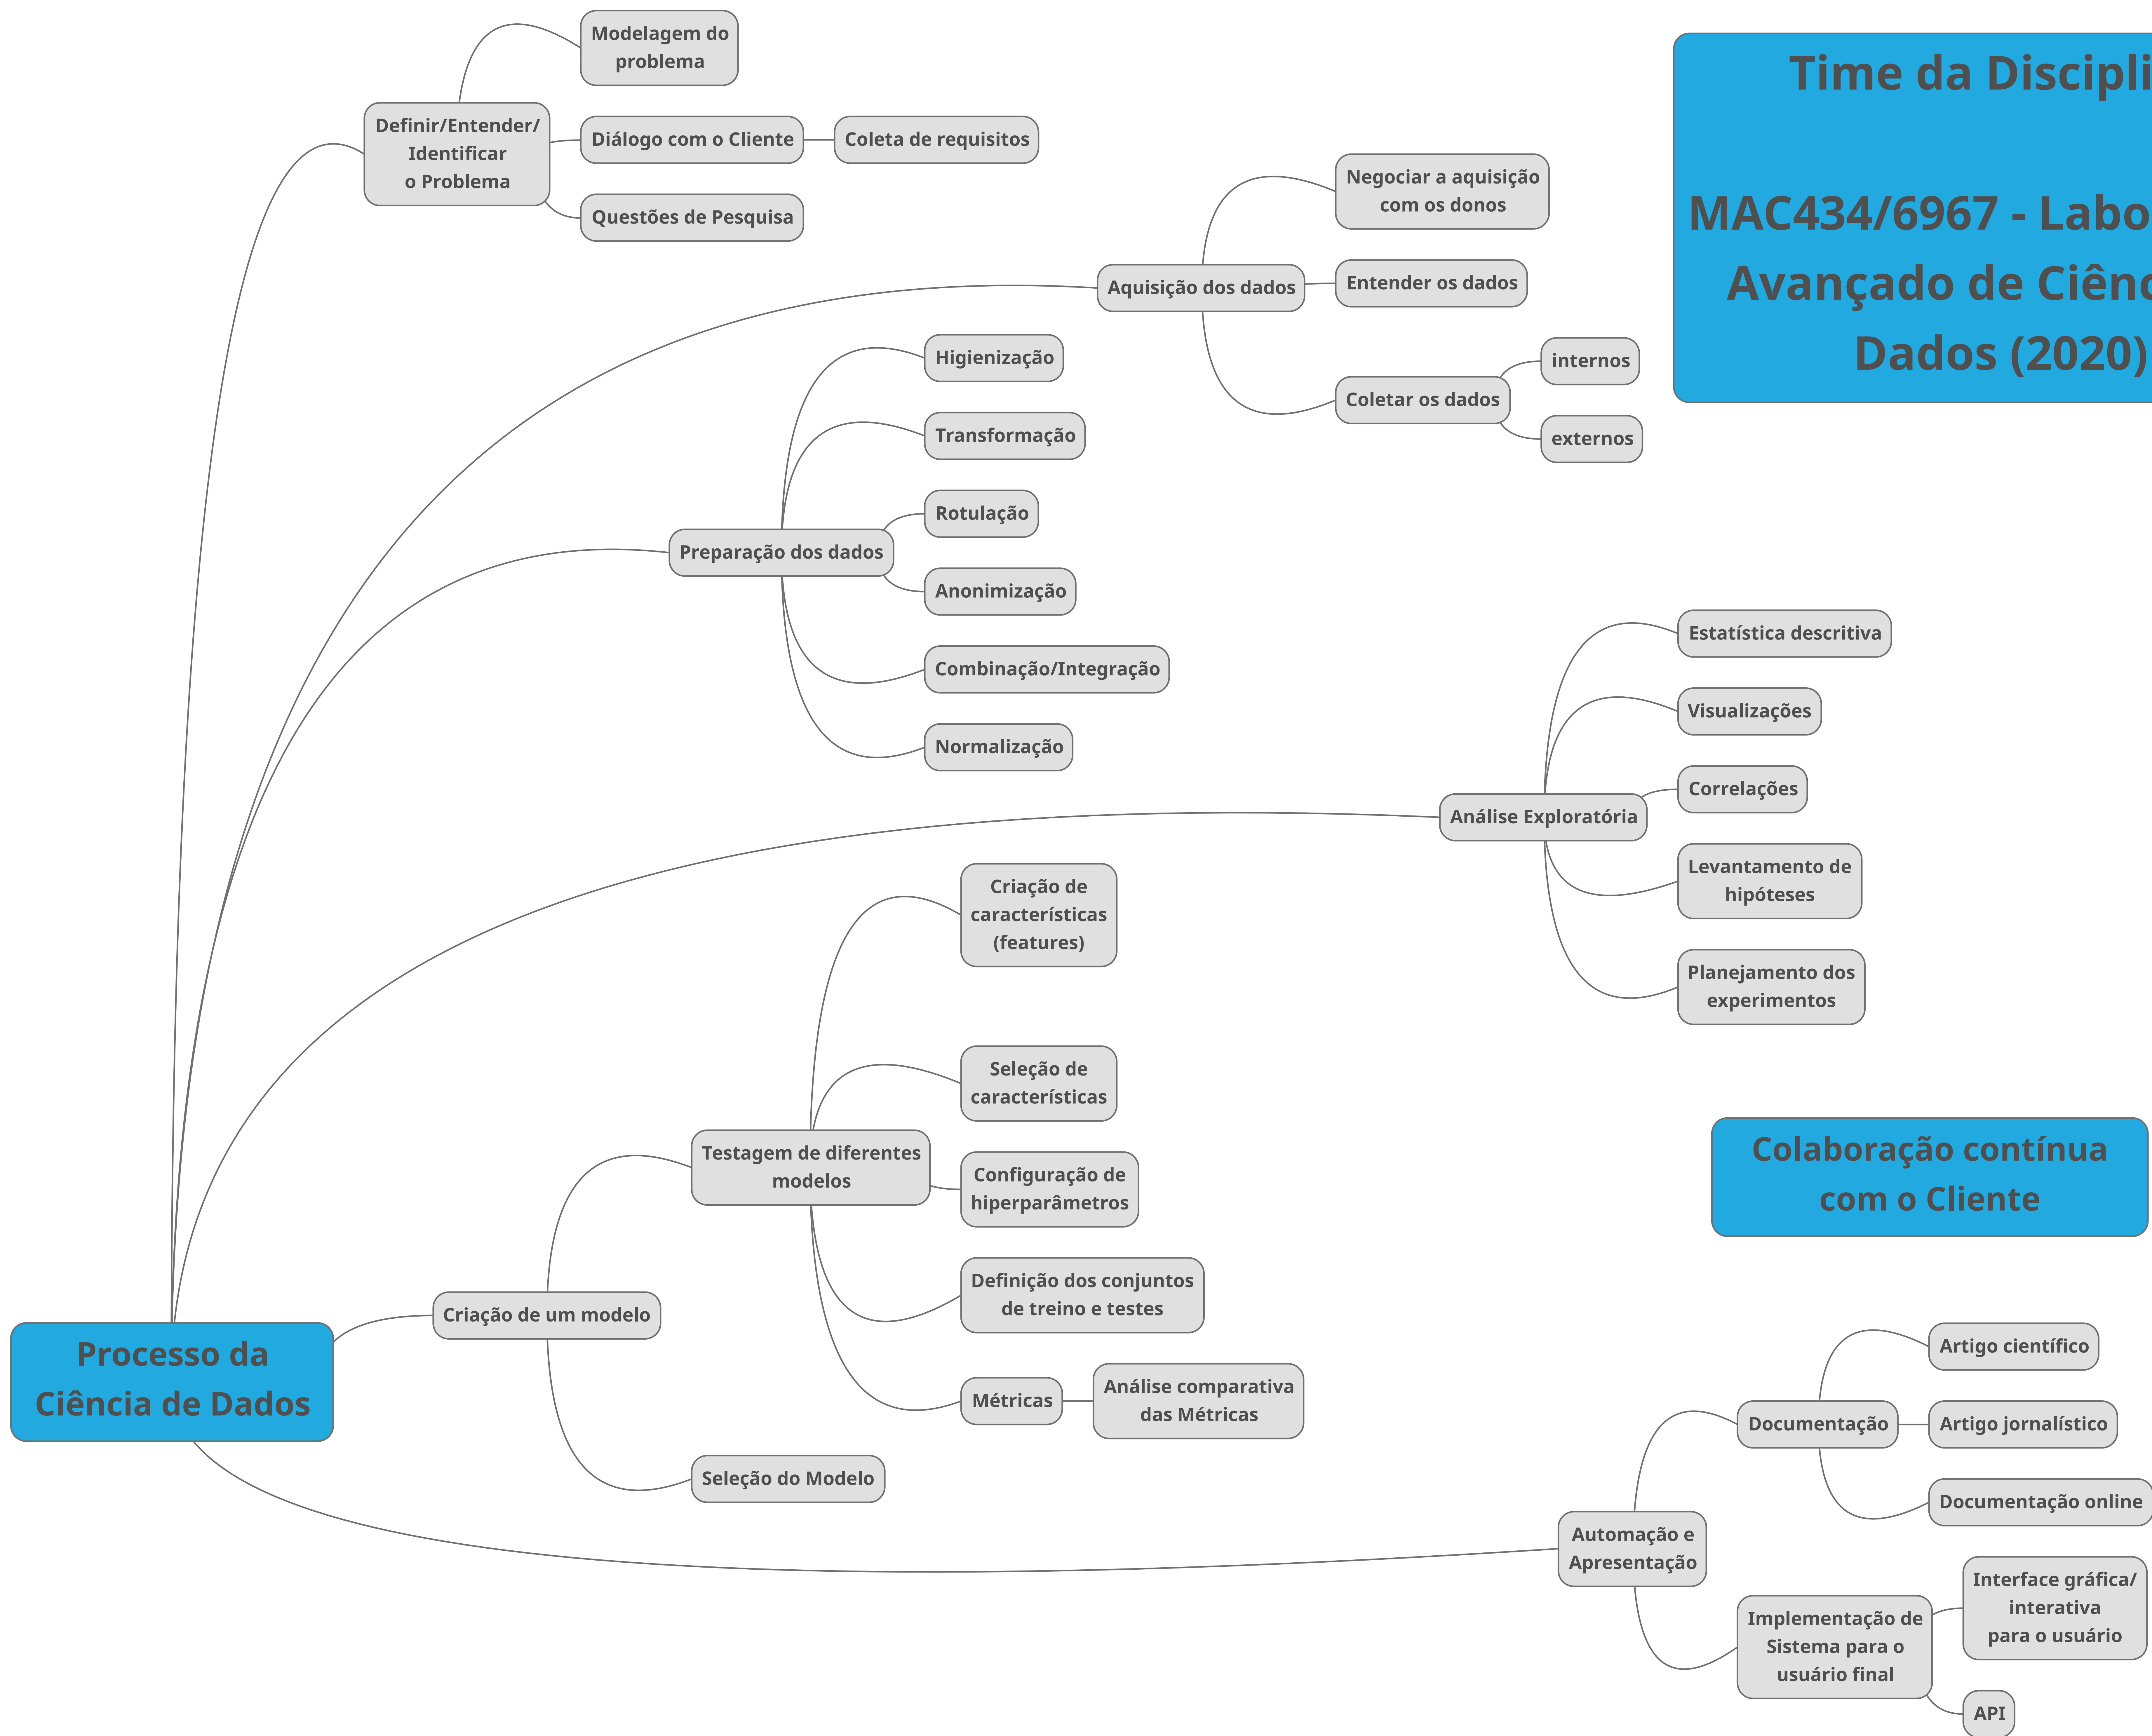 Modelagem do
problema
Definir/Entender/
Identificar
o Problema
Diálogo com o Cliente
Coleta de requisitos
Questões de Pesquisa
Time da Discipli
MAC434/6967 - Labo
Avançado de Ciênc
Dados (2020)
Negociar a aquisição
com os donos
Aquisição dos dados
Entender os dados
Coletar os dados
internos
externos
Higienização
Transformação
Rotulação
Preparação dos dados
Anonimização
Combinação/Integração
Normalização
Estatística descritiva
Visualizações
Correlações
Análise Exploratória
Levantamento de
hipóteses
Planejamento dos
experimentos
Criação de
características
(features)
Seleção de
características
Testagem de diferentes
modelos
Configuração de
hiperparâmetros
Definição dos conjuntos
de treino e testes
Métricas
Análise comparativa
das Métricas
Criação de um modelo
Seleção do Modelo
Processo da
Ciência de Dados
Colaboração contínua
com o Cliente
Artigo científico
Documentação
Artigo jornalístico
Documentação online
Automação e
Apresentação
Implementação de
Sistema para o
usuário final
Interface gráfica/
interativa
para o usuário
API